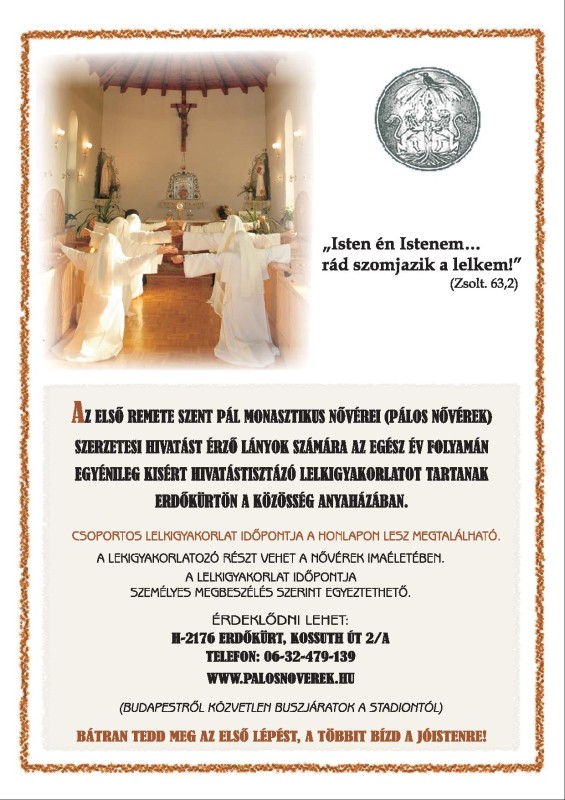 „Isten én Istenem...
rád szomjazik a lelkem!”
(Zsolt. 63,2)
AZ ELSŐ REMETE SZENT PÁL MONASZTIKUS NŐVÉREI (PÁLOS NŐVÉREK)
SZERZETESI HIVATÁST ÉRZŐ LÁNYOK SZÁMÁRA AZ EGÉSZ ÉV FOLYAMÁN
EGYÉNILEG KISÉRT HIVATÁSTISZTÁZÓ LELKIGYAKORLATOT TARTANAK
ERDŐKÜRTÖN A KÖZÖSSÉG ANYAHÁZÁBAN.
CSOPORTOS LELKIGYAKORLAT IDŐPONTJA A HONLAPON LESZ MEGTALÁLHATÓ.
A LEKIGYAKORLATOZÓ RÉSZT VEHET A NŐVÉREK IMAÉLETÉBEN.
A LELKIGYAKORLAT IDŐPONTJA
SZEMÉLYES MEGBESZÉLÉS SZERINT EGYEZTETHETŐ.
ÉRDEKLŐDNI LEHET:
H-2176 ERDŐKÜRT, KOSSUTH ÚT 2/A
TELEFON: 06-32-479-139
WWW.PALOSNOVEREK.HU
(BUDAPESTRŐL KÖZVETLEN BUSZJÁRATOK A STADIONTÓL)
BÁTRAN TEDD MEG AZ ELSŐ LÉPÉST, A TÖBBIT BÍZD A JÓISTENRE!